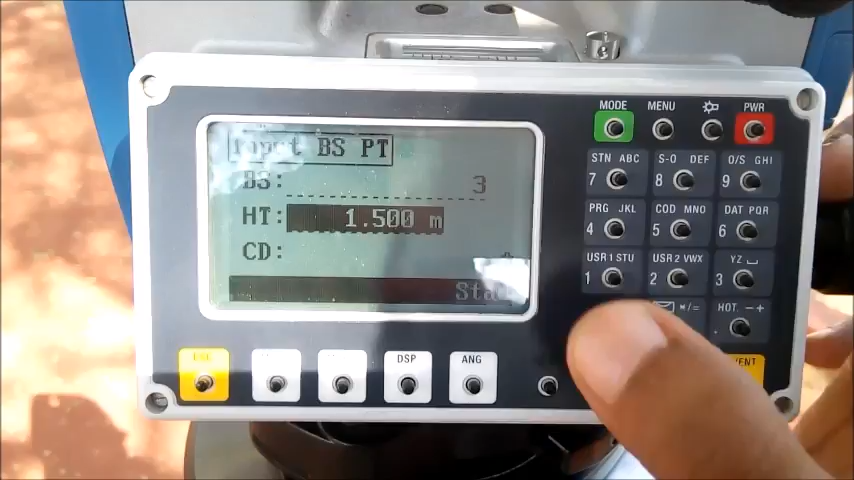 Input BS PT
BS: 3
HT: 1.500 m
CD:
MODE MENU PWR
STN ABC S-O DEF O/S GHI
7 8 9
PRG JKL COD MNO DAT PQR
4 5 6
USR1 STU USR2 VWX YZ
1 2 3
*/= HOT -+
.
DSP ANG